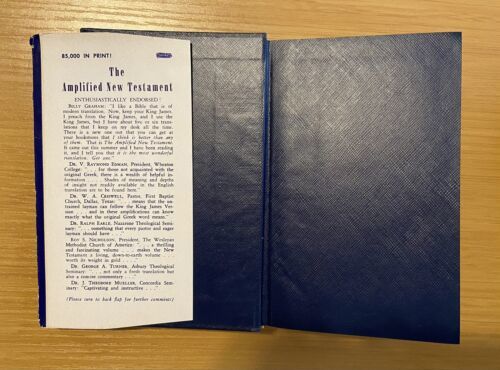 85,000 IN PRINT!
The
Amplified New Testament
ENTHUSIASTICALLY ENDORSED!
BILLY GRAHAM: "I like a Bible that is of
modern translation. Now, keep your King James.
I preach from the King James, and I use the
King James, but I have about five or six trans-
lations that I keep on my desk all the time.
There is a new one out that you can get at
your bookstores that I think is better than any
of them. That is The Amplified New Testament.
It came out this summer and I have been reading
it, and I tell you that it is the most wonderful
translation. Get one."
DR. V. RAYMOND EDMAN, President, Wheaton
College: ". . . for those not acquainted with the
original Greek, there is a wealth of helpful in-
formation . . . Shades of meaning and depths
of insight not readily available in the English
translations are to be found here."
DR. W. A. CRISWELL, Pastor, First Baptist
Church, Dallas, Texas: ". . . means that the un-
trained layman can follow the King James Ver-
sion . . . and in these amplifications can know
exactly what the original Greek word means."
DR. RALPH EARLE, Nazarene Theological Semi-
nary: ". . . something that every pastor and eager
layman should have . . ."
ROY S. NICHOLSON, President, The Wesleyan
Methodist Church of America: ". . . a thrilling
and fascinating volume . . . makes the New
Testament a living, down-to-earth volume . . .
worth its weight in gold . . ."
DR. GEORGE A. TURNER, Asbury Theological
Seminary: ". . . not only a fresh translation but
also a concise commentary . . ."
DR. J. THEODORE MUELLER, Concordia Sem-
inary: "Captivating and instructive . . ."
(Please turn to back flap for further comments)